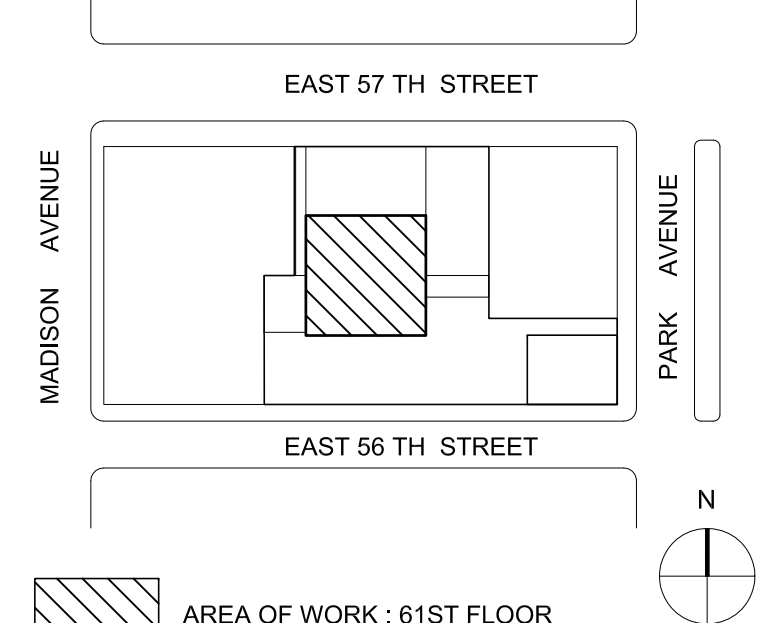 EAST 57 TH STREET
MADISON AVENUE
PARK AVENUE
EAST 56 TH STREET
N
AREA OF WORK : 61ST FLOOR